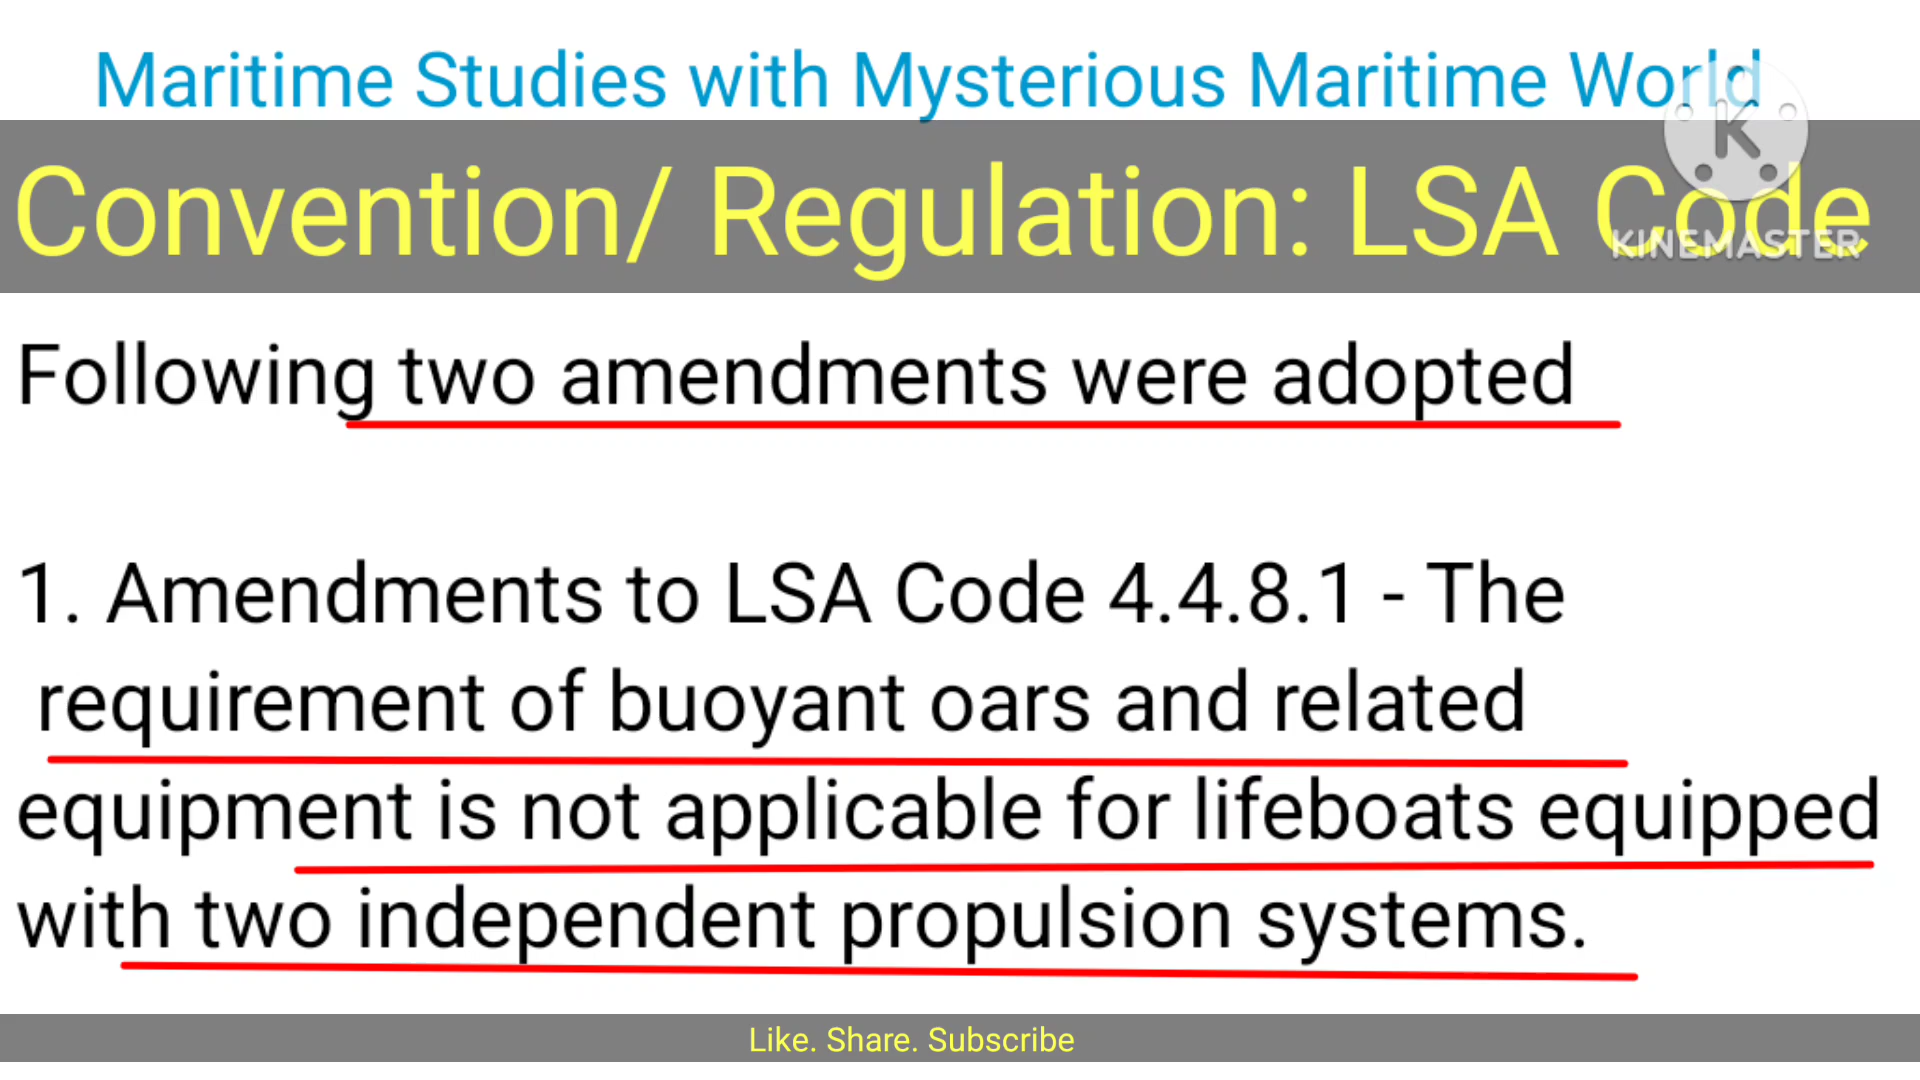 Maritime Studies with Mysterious Maritime World
Convention/ Regulation: LSA Code
K
KINEMASTER
Following two amendments were adopted
1. Amendments to LSA Code 4.4.8.1 - The
requirement of buoyant oars and related
equipment is not applicable for lifeboats equipped
with two independent propulsion systems.
Like. Share. Subscribe